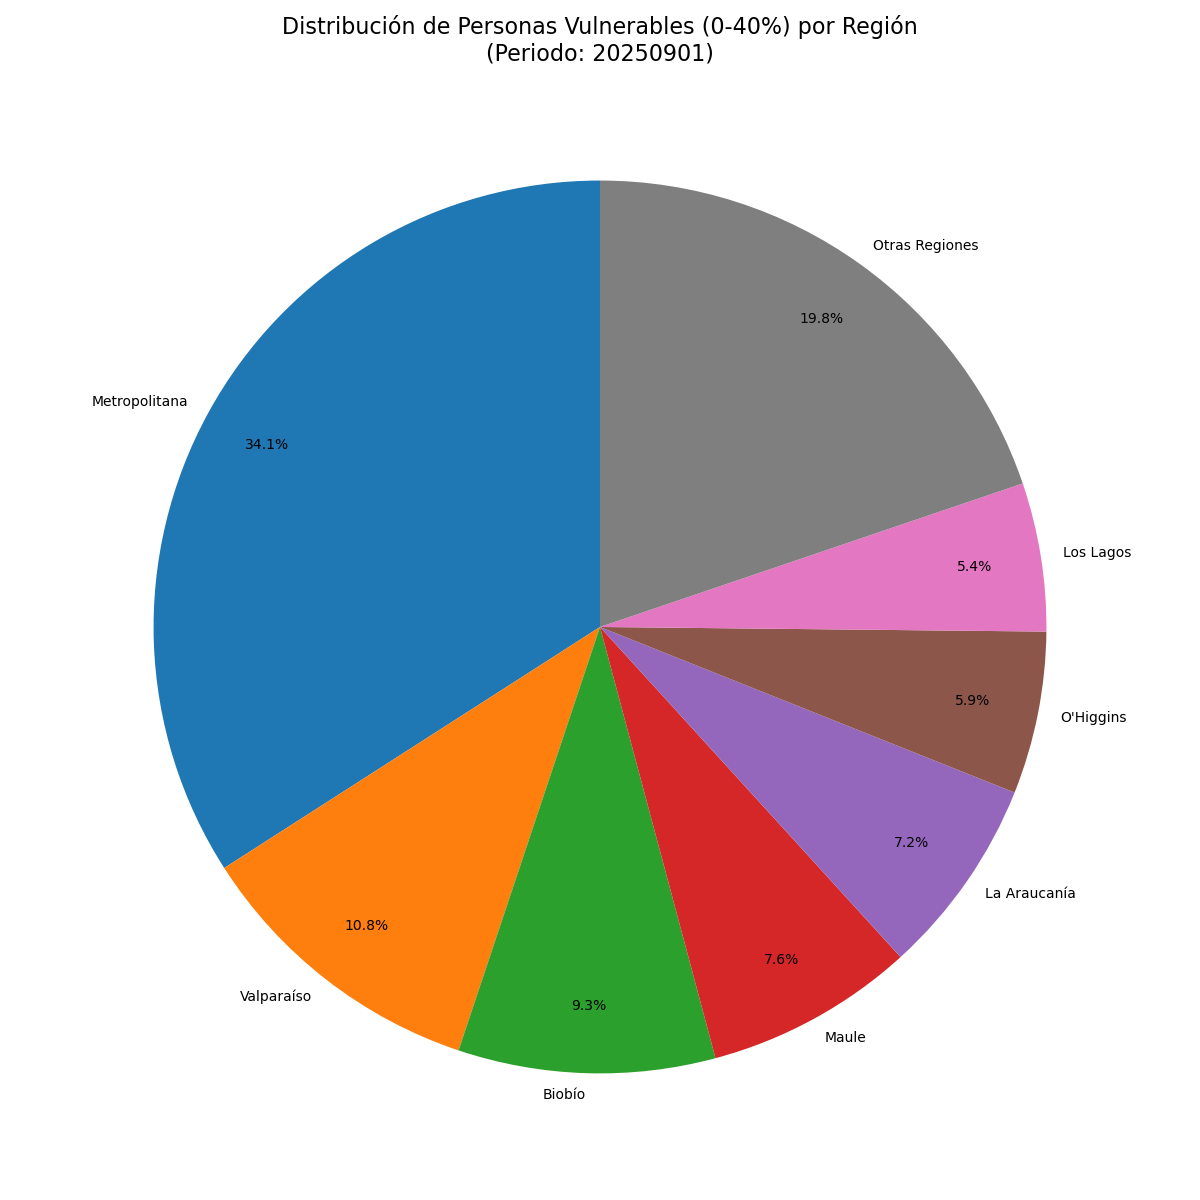 Distribución de Personas Vulnerables (0-40%) por Región
(Periodo: 20250901)
Otras Regiones
19.8%
Metropolitana
34.1%
Los Lagos
5.4%
5.9%
O'Higgins
7.2%
La Araucanía
10.8%
Valparaíso
7.6%
Maule
9.3%
Biobío